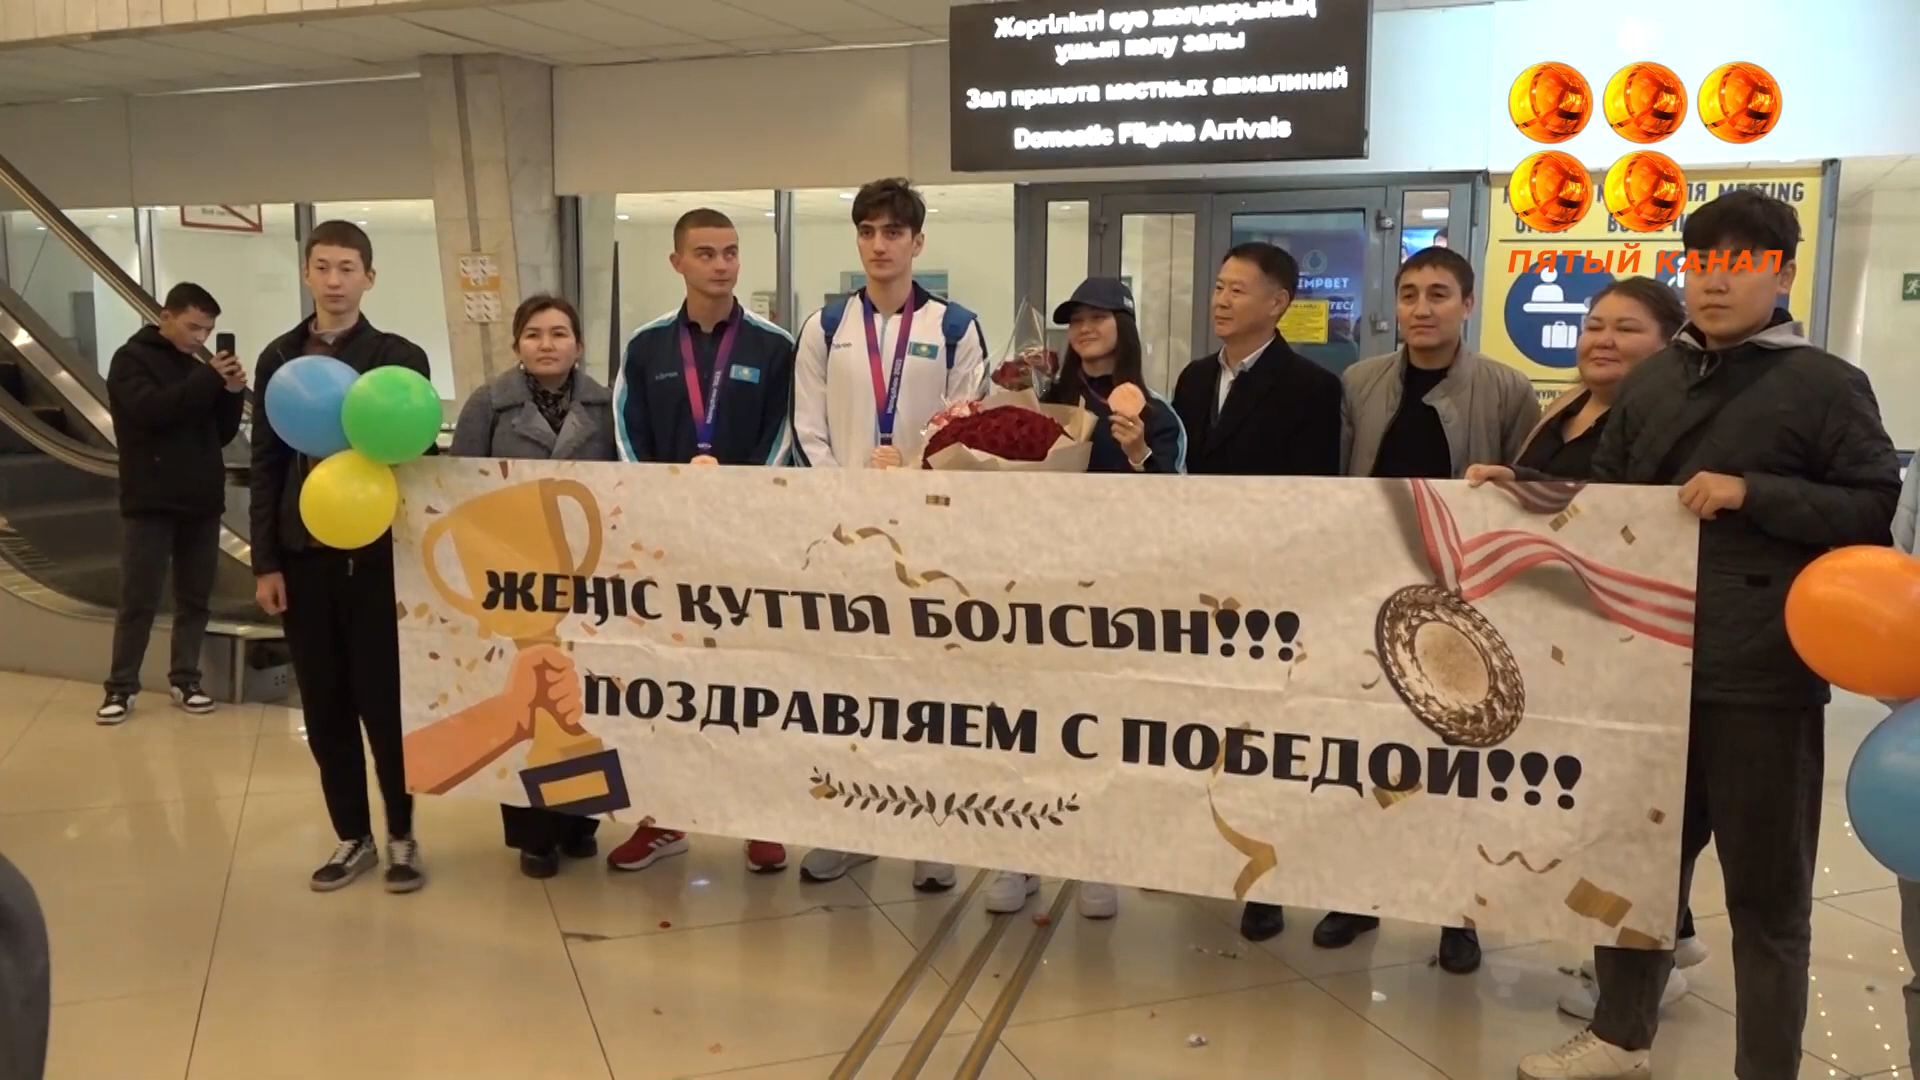 Жергілікті әуе жолдарының
ұшып келу залы
Зал прилета местных авиалиний
Domestic Flights Arrivals
MEETING
ПЯТЫЙ КАНАЛ
ЖЕҢІС ҚҰТТЫ БОЛСЫН!!!
ПОЗДРАВЛЯЕМ С ПОБЕДОЙ!!!